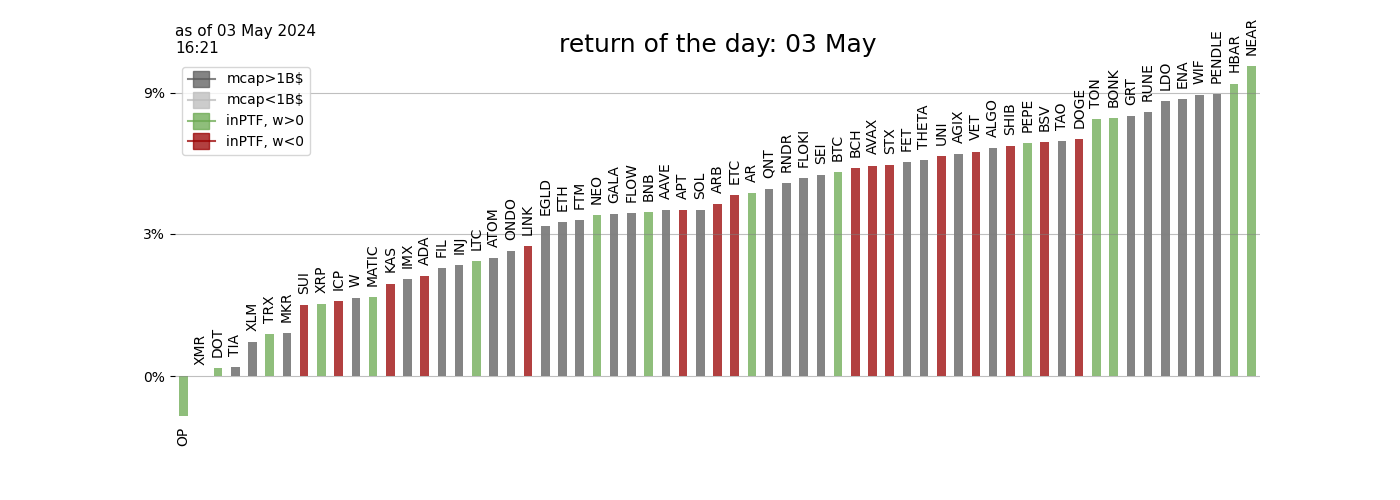 as of 03 May 2024
16:21
return of the day: 03 May
mcap>1B$
mcap<1B$
inPTF, w>0
inPTF, w<0
9%
3%
0%
OP
XMR
DOT
TIA
XLM
TRX
MKR
SUI
XRP
ICP
W
MATIC
KAS
IMX
ADA
FIL
INJ
LTC
ATOM
ONDO
LINK
EGLD
ETH
FTM
NEO
GALA
FLOW
BNB
AAVE
APT
SOL
ARB
ETC
AR
QNT
RNDR
FLOKI
SEI
BTC
BCH
AVAX
STX
FET
THETA
UNI
AGIX
VET
ALGO
SHIB
PEPE
BSV
TAO
DOGE
TON
BONK
GRT
RUNE
LDO
ENA
WIF
PENDLE
HBAR
NEAR